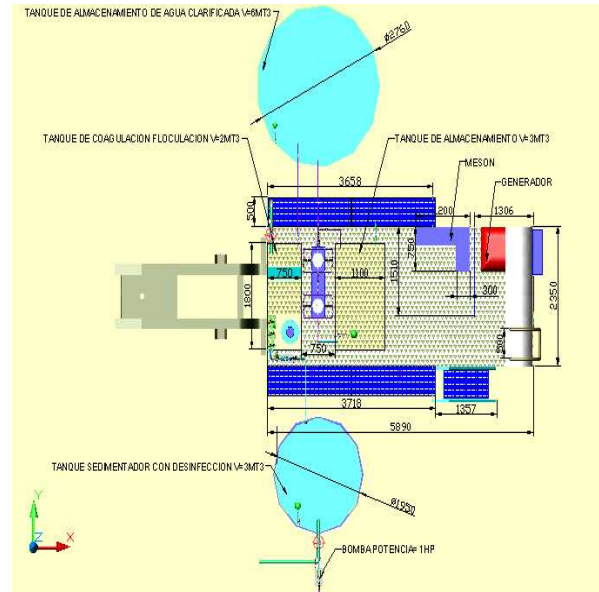 TANQUE DE ALMACENAMIENTO DE AGUA CLARIFICADA V=6MT3
Ø2760
TANQUE DE COAGULACION FLOCULACION V=2MT3
TANQUE DE ALMACENAMIENTO V=3MT3
MESON
GENERADOR
3658
500
1306
750
1510
750
1100
300
1800
2350
750
3718
1357
5890
TANQUE SEDIMENTADOR CON DESINFECCION V=3MT3
Ø1950
BOMBA POTENCIA= 1HP
Y
Z
X